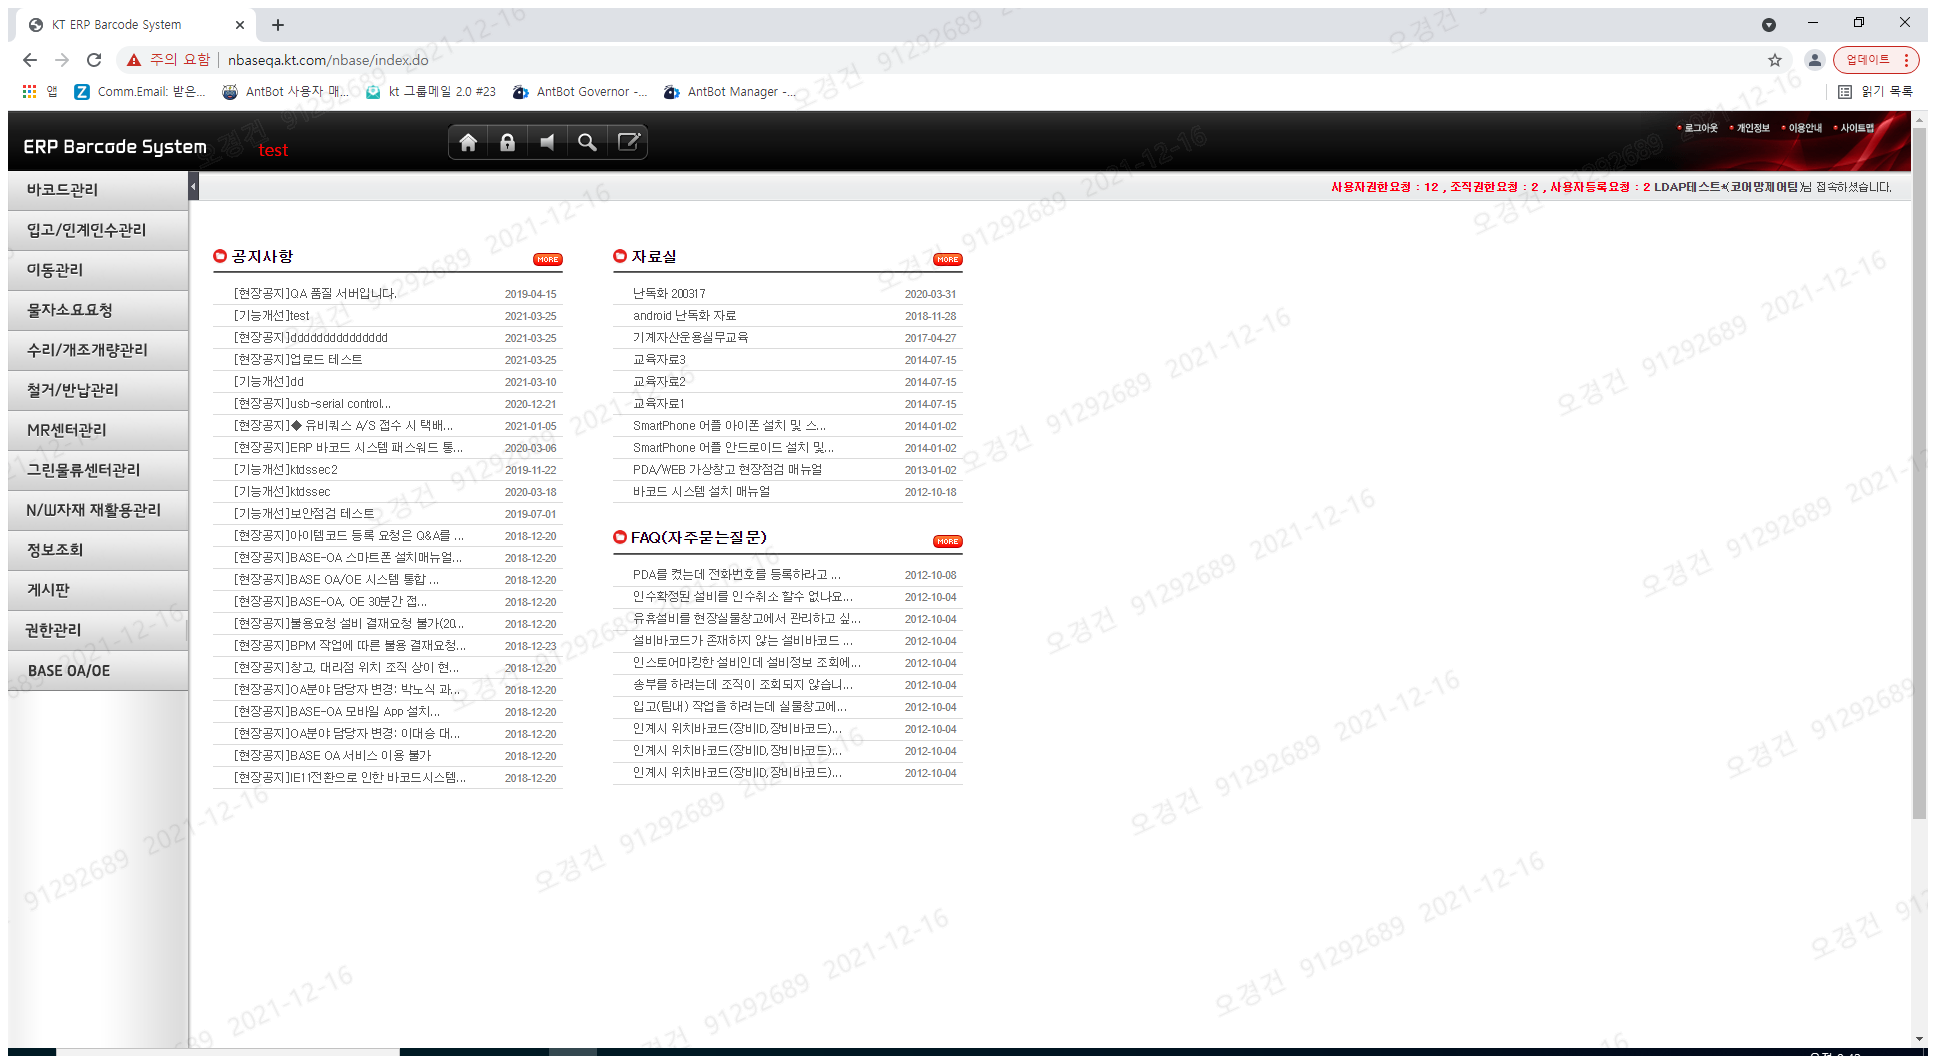 KT ERP Barcode System
주의 요함 nbaseqa.kt.com/nbase/index.do 업데이트
앱 Comm.Email: 받은... AntBot 사용자 매... kt 그룹메일 2.0 #23 AntBot Governor -... AntBot Manager -... 읽기 목록
ERP Barcode System test
로그아웃 개인정보 이용안내 사이트맵
사용자권한요청 : 12 , 조직권한요청 : 2 , 사용자등록요청 : 2 LDAP테스트*(코어망제어팀)님 접속하셨습니다.
바코드관리
입고/인계인수관리
이동관리
물자소요요청
수리/개조개량관리
철거/반납관리
MR센터관리
그린물류센터관리
N/W자재 재활용관리
정보조회
게시판
권한관리
BASE OA/OE
공지사항 MORE
[현장공지]QA 품질 서버입니다. 2019-04-15
[기능개선]test 2021-03-25
[현장공지]ddddddddddddddd 2021-03-25
[현장공지]업로드 테스트 2021-03-25
[기능개선]dd 2021-03-10
[현장공지]usb-serial control... 2020-12-21
[현장공지]◆ 유비쿼스 A/S 접수 시 택배... 2021-01-05
[현장공지]ERP 바코드 시스템 패스워드 통... 2020-03-06
[기능개선]ktdssec2 2019-11-22
[기능개선]ktdssec 2020-03-18
[기능개선]보안점검 테스트 2019-07-01
[현장공지]아이템코드 등록 요청은 Q&A를 ... 2018-12-20
[현장공지]BASE-OA 스마트폰 설치매뉴얼... 2018-12-20
[현장공지]BASE OA/OE 시스템 통합 ... 2018-12-20
[현장공지]BASE-OA, OE 30분간 접... 2018-12-20
[현장공지]불용요청 설비 결재요청 불가(20... 2018-12-20
[현장공지]BPM 작업에 따른 불용 결재요청... 2018-12-23
[현장공지]창고, 대리점 위치 조직 상이 현... 2018-12-20
[현장공지]OA분야 담당자 변경: 박노식 과... 2018-12-20
[현장공지]BASE-OA 모바일 App 설치... 2018-12-20
[현장공지]OA분야 담당자 변경: 이대승 대... 2018-12-20
[현장공지]BASE OA 서비스 이용 불가 2018-12-20
[현장공지]IE11전환으로 인한 바코드시스템... 2018-12-20
자료실 MORE
난독화 200317 2020-03-31
android 난독화 자료 2018-11-28
기계자산운용실무교육 2017-04-27
교육자료3 2014-07-15
교육자료2 2014-07-15
교육자료1 2014-07-15
SmartPhone 어플 아이폰 설치 및 스... 2014-01-02
SmartPhone 어플 안드로이드 설치 및... 2014-01-02
PDA/WEB 가상창고 현장점검 매뉴얼 2013-01-02
바코드 시스템 설치 매뉴얼 2012-10-18
FAQ(자주묻는질문) MORE
PDA를 켰는데 전화번호를 등록하라고 ... 2012-10-08
인수확정된 설비를 인수취소 할수 없나요... 2012-10-04
유휴설비를 현장실물창고에서 관리하고 싶... 2012-10-04
설비바코드가 존재하지 않는 설비바코드 ... 2012-10-04
인스토어마킹한 설비인데 설비정보 조회에... 2012-10-04
송부를 하려는데 조직이 조회되지 않습니... 2012-10-04
입고(팀내) 작업을 하려는데 실물창고에... 2012-10-04
인계시 위치바코드(장비ID,장비바코드)... 2012-10-04
인계시 위치바코드(장비ID,장비바코드)... 2012-10-04
인계시 위치바코드(장비ID,장비바코드)... 2012-10-04
오경건 91292689 2021-12-16